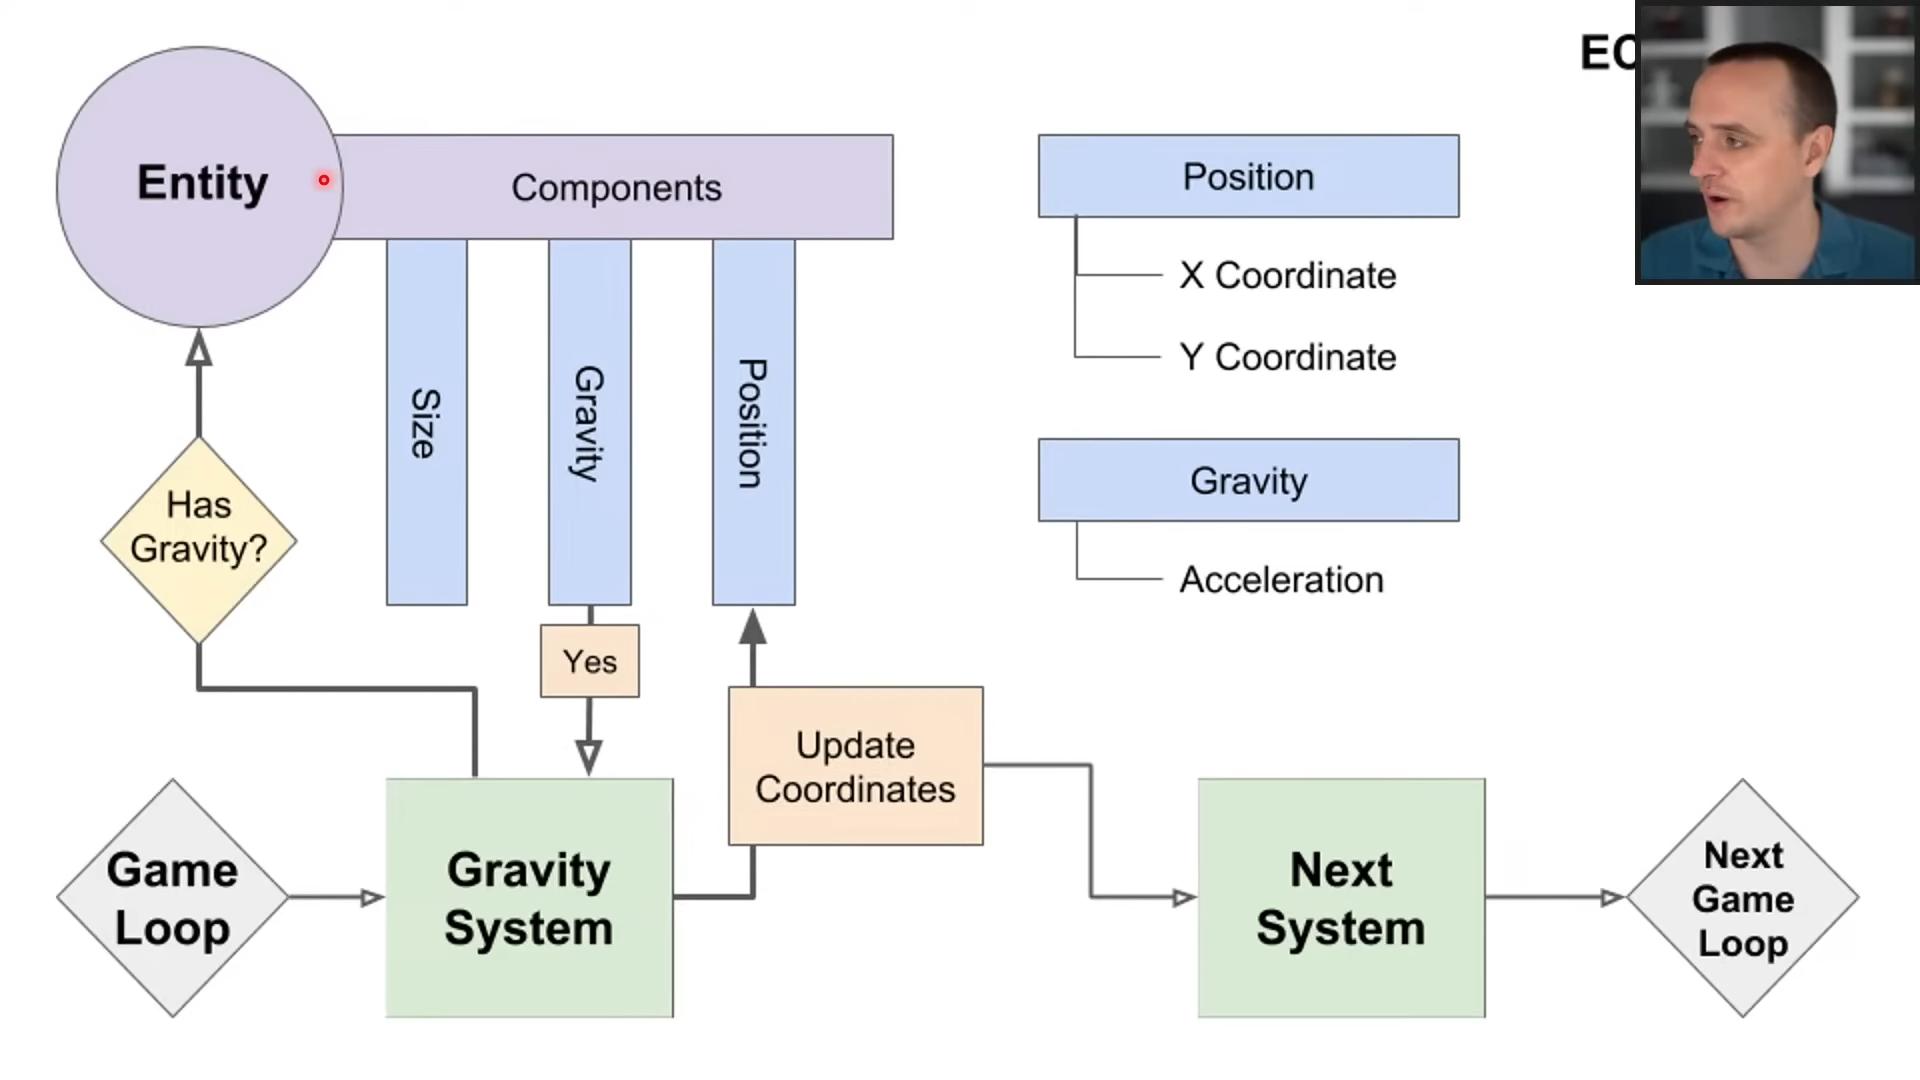 Entity
Components
Size
Gravity
Position
Has
Gravity?
Yes
Update
Coordinates
Game
Loop
Gravity
System
Next
System
Next
Game
Loop
Position
X Coordinate
Y Coordinate
Gravity
Acceleration